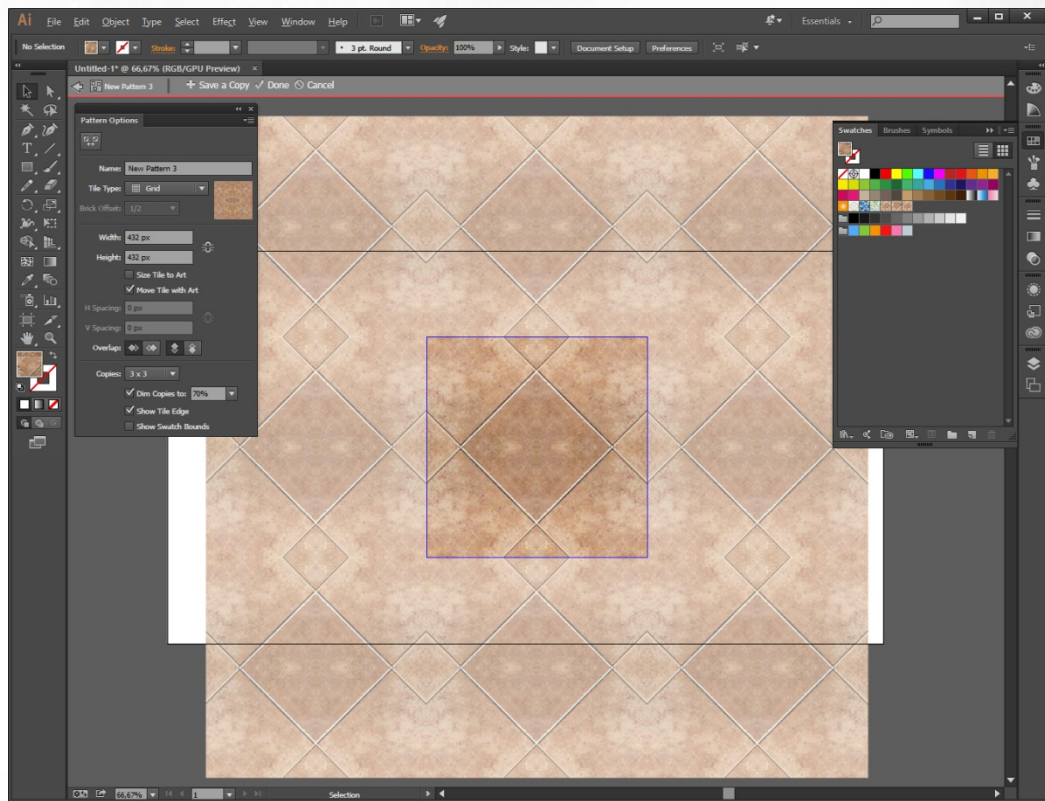 Ai File Edit Object Type Select Effect View Window Help Br Essentials
No Selection Stroke: 3 pt. Round Opacity: 100% Style: Document Setup Preferences
Untitled-1* @ 66,67% (RGB/GPU Preview) ×
New Pattern 3 + Save a Copy ✓ Done Cancel
Pattern Options
Name: New Pattern 3
Tile Type: Grid
Brick Offset: 1/2
Width: 432 px
Height: 432 px
Size Tile to Art
Move Tile with Art
H Spacing: 0 px
V Spacing: 0 px
Overlap:
Copies: 3 x 3
Dim Copies to: 70%
Show Tile Edge
Show Swatch Bounds
Swatches Brushes Symbols
66,67% 1 Selection